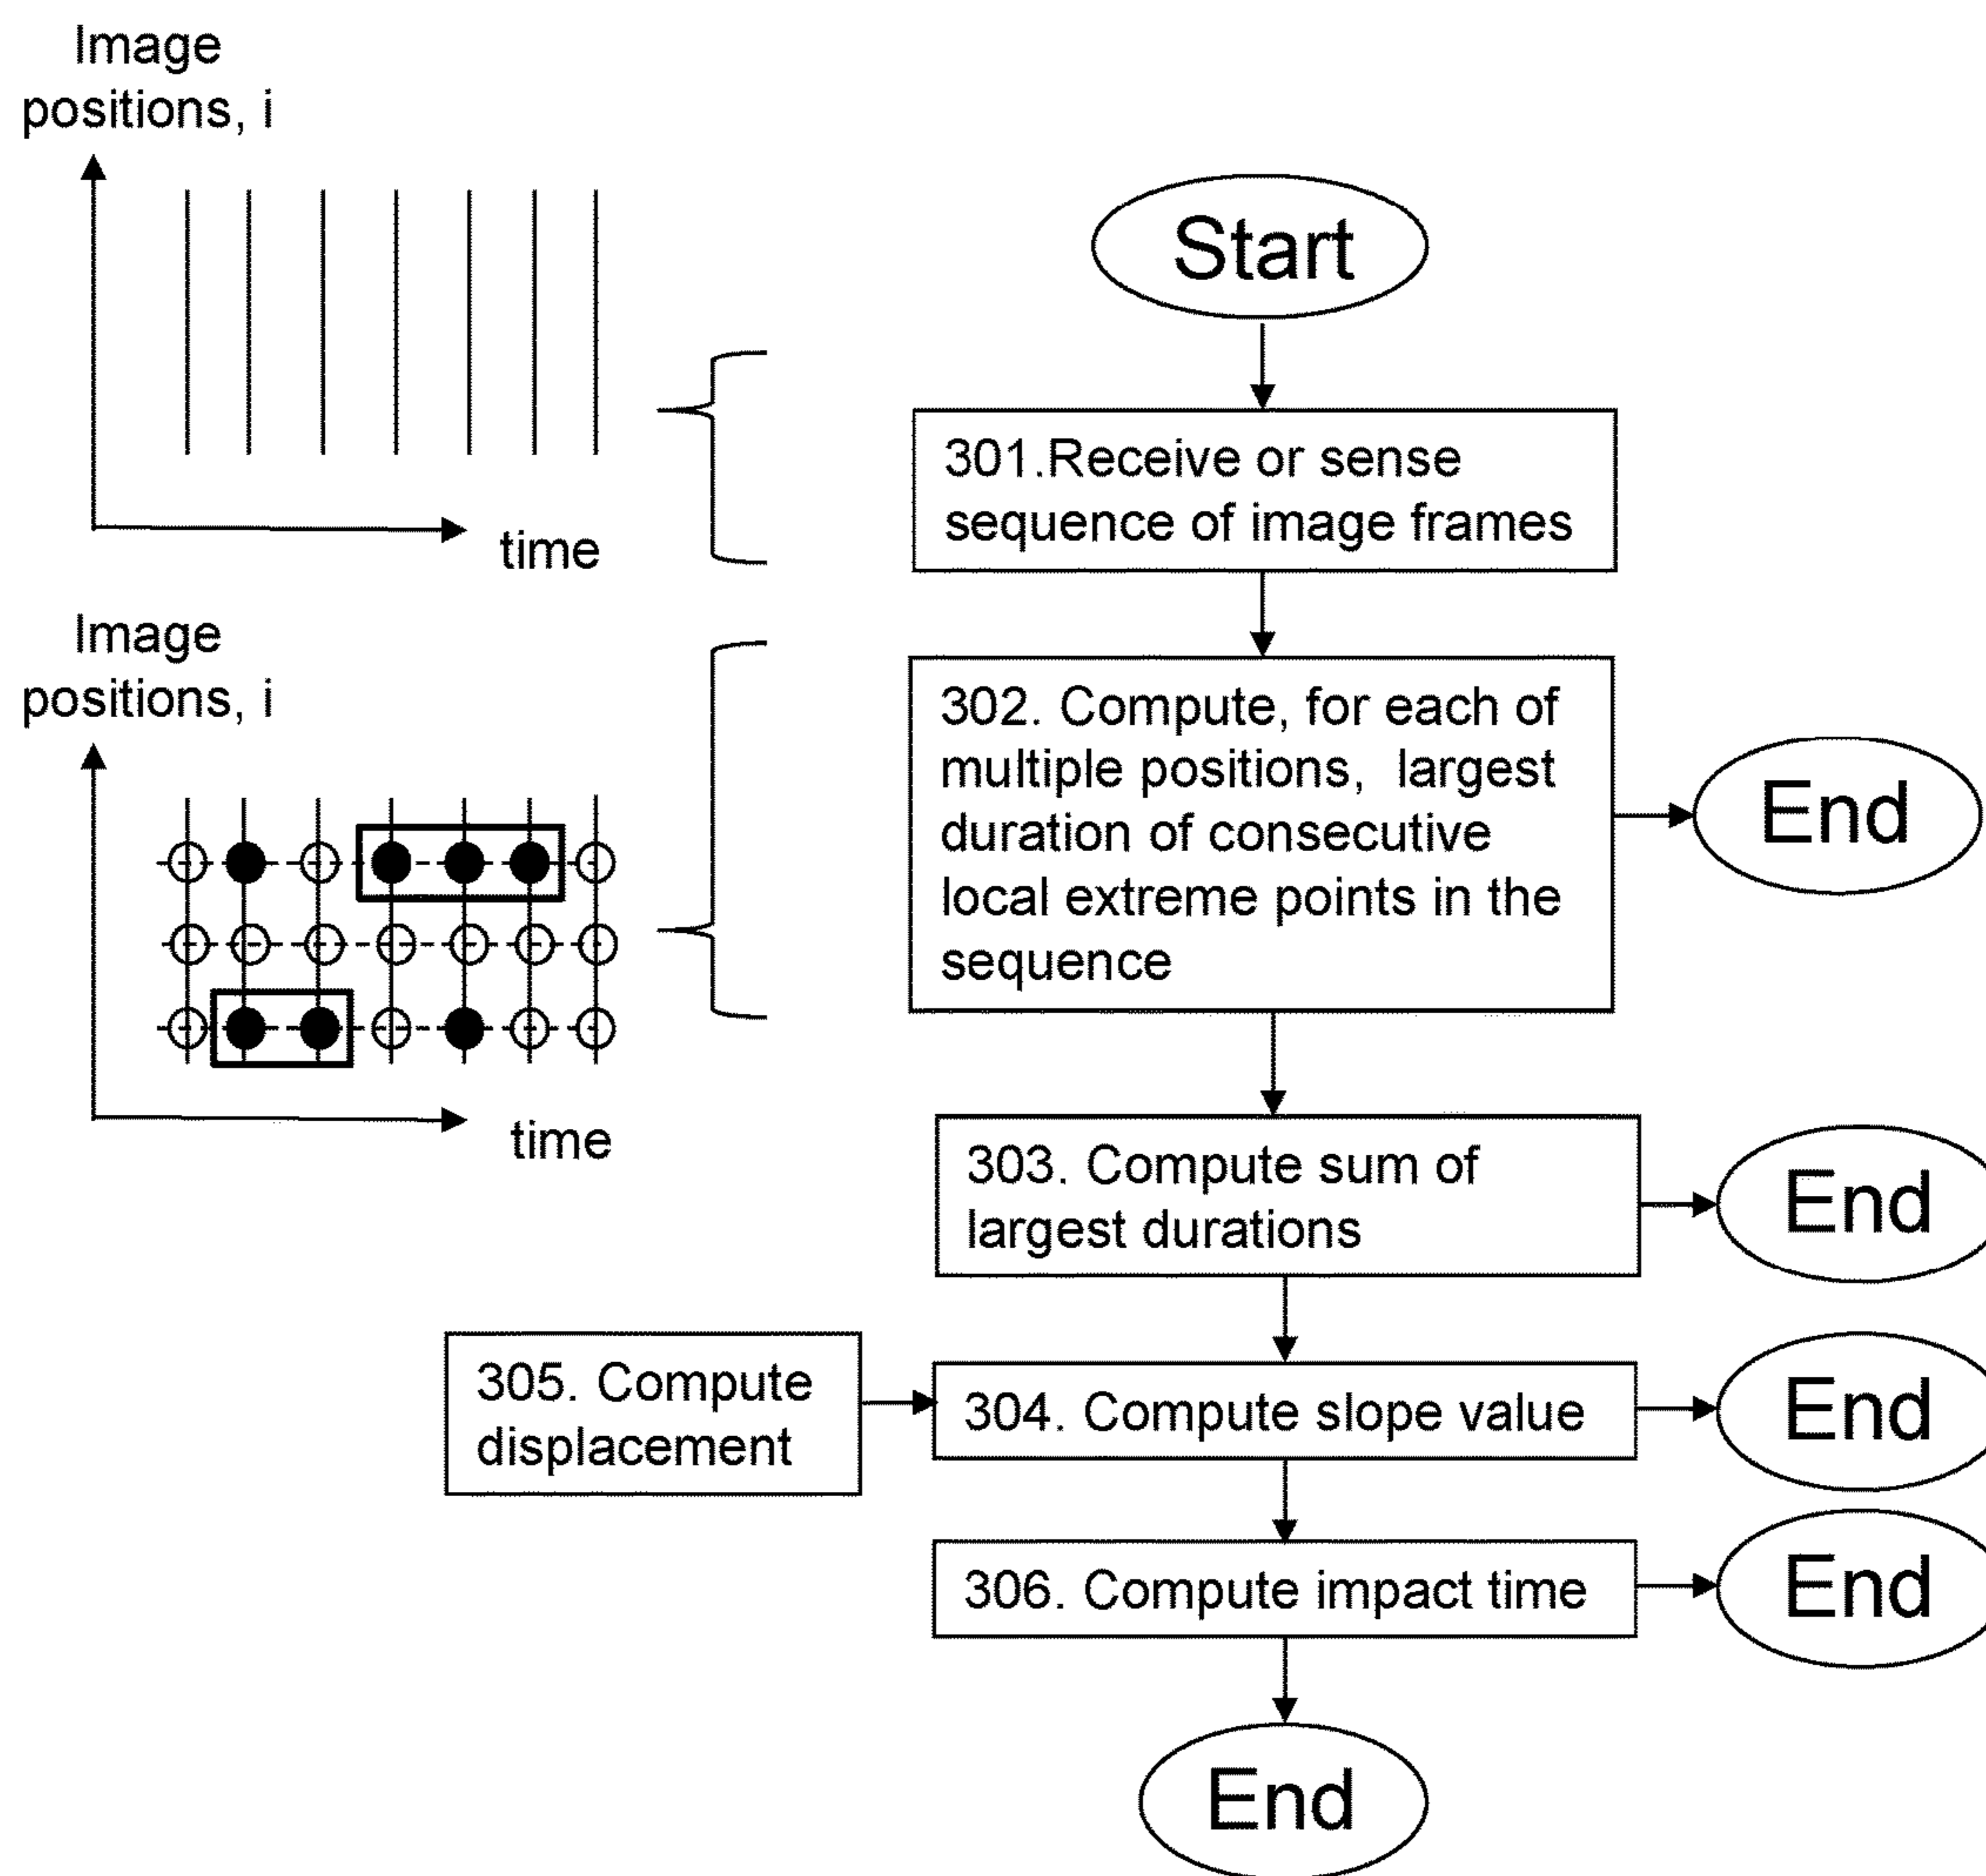 Image
positions, i
time
Image
positions, i
time
Start
301.Receive or sense
sequence of image frames
302. Compute, for each of
multiple positions, largest
duration of consecutive
local extreme points in the
sequence
End
303. Compute sum of
largest durations
End
305. Compute
displacement
304. Compute slope value
End
306. Compute impact time
End
End